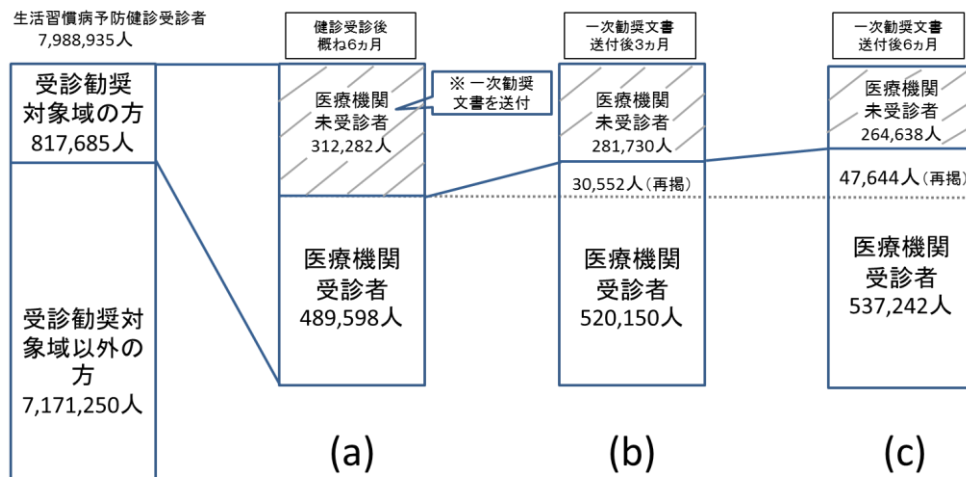 生活習慣病予防健診受診者
7,988,935人
受診勧奨
対象域の方
817,685人
受診勧奨対
象域以外の
方
7,171,250人
健診受診後
概ね6ヵ月
医療機関
未受診者
312,282人
※ 一次勧奨
文書を送付
医療機関
受診者
489,598人
(a)
一次勧奨文書
送付後3ヵ月
医療機関
未受診者
281,730人
30,552人(再掲)
医療機関
受診者
520,150人
(b)
一次勧奨文書
送付後6ヵ月
医療機関
未受診者
264,638人
47,644人(再掲)
医療機関
受診者
537,242人
(c)